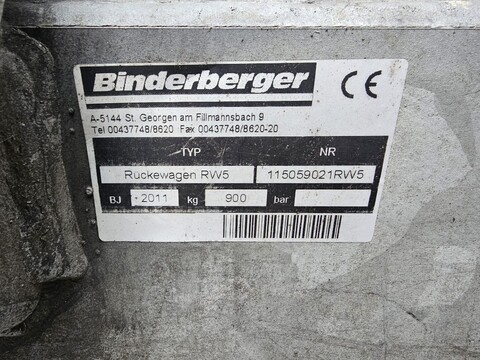 Binderberger
CE
A-5144 St. Georgen am Fillmannsbach 9
Tel 00437748/8620 Fax 00437748/8620-20
TYP NR
Rückewagen RW5 115059021RW5
BJ 2011 kg 900 bar